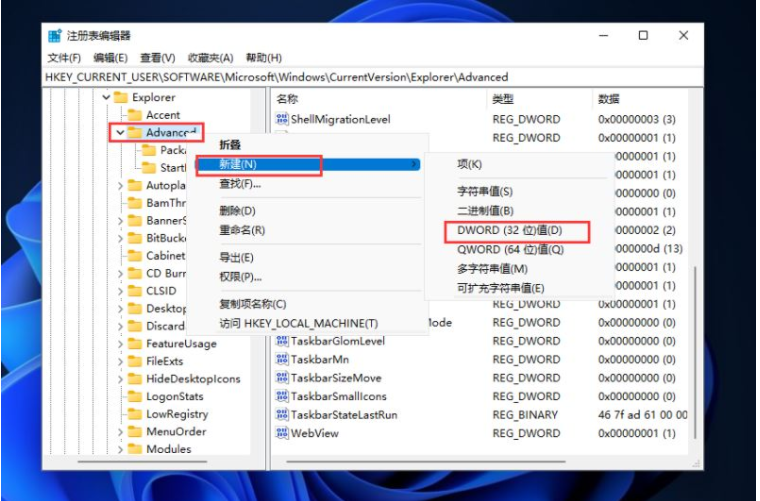 注册表编辑器
文件(F) 编辑(E) 查看(V) 收藏夹(A) 帮助(H)
HKEY_CURRENT_USER\SOFTWARE\Microsoft\Windows\CurrentVersion\Explorer\Advanced
Explorer
Accent
Advanced
Packa
StartI
Autopla
BamThr
BannerS
BitBucke
Cabinet
CD Burr
CLSID
Desktop
Discard
FeatureUsage
FileExts
HideDesktopIcons
LogonStats
LowRegistry
MenuOrder
Modules
名称 类型 数据
ShellMigrationLevel REG_DWORD 0x00000003 (3)
REG_DWORD 0x00000001 (1)
0000001 (1)
0000001 (1)
0000000 (0)
0000001 (1)
0000002 (2)
000000d (13)
0000001 (1)
0000001 (1)
REG_DWORD 0x00000001 (1)
Mode REG_DWORD 0x00000000 (0)
TaskbarGlomLevel REG_DWORD 0x00000000 (0)
TaskbarMn REG_DWORD 0x00000000 (0)
TaskbarSizeMove REG_DWORD 0x00000000 (0)
TaskbarSmallIcons REG_DWORD 0x00000000 (0)
TaskbarStateLastRun REG_BINARY 46 7f ad 61 00 00
WebView REG_DWORD 0x00000001 (1)
折叠
新建(N)
查找(F)...
删除(D)
重命名(R)
导出(E)
权限(P)...
复制项名称(C)
访问 HKEY_LOCAL_MACHINE(T)
项(K)
字符串值(S)
二进制值(B)
DWORD (32 位)值(D)
QWORD (64 位)值(Q)
多字符串值(M)
可扩充字符串值(E)